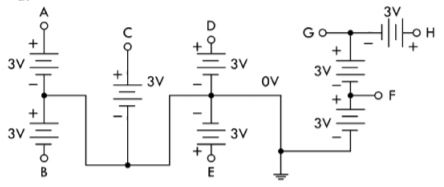 A
C
D
G
3V
H
+
-
+
+
3V
-
+
3V
-
+
3V
-
0V
+
3V
-
F
+
3V
-
+
3V
-
-
3V
+
B
E